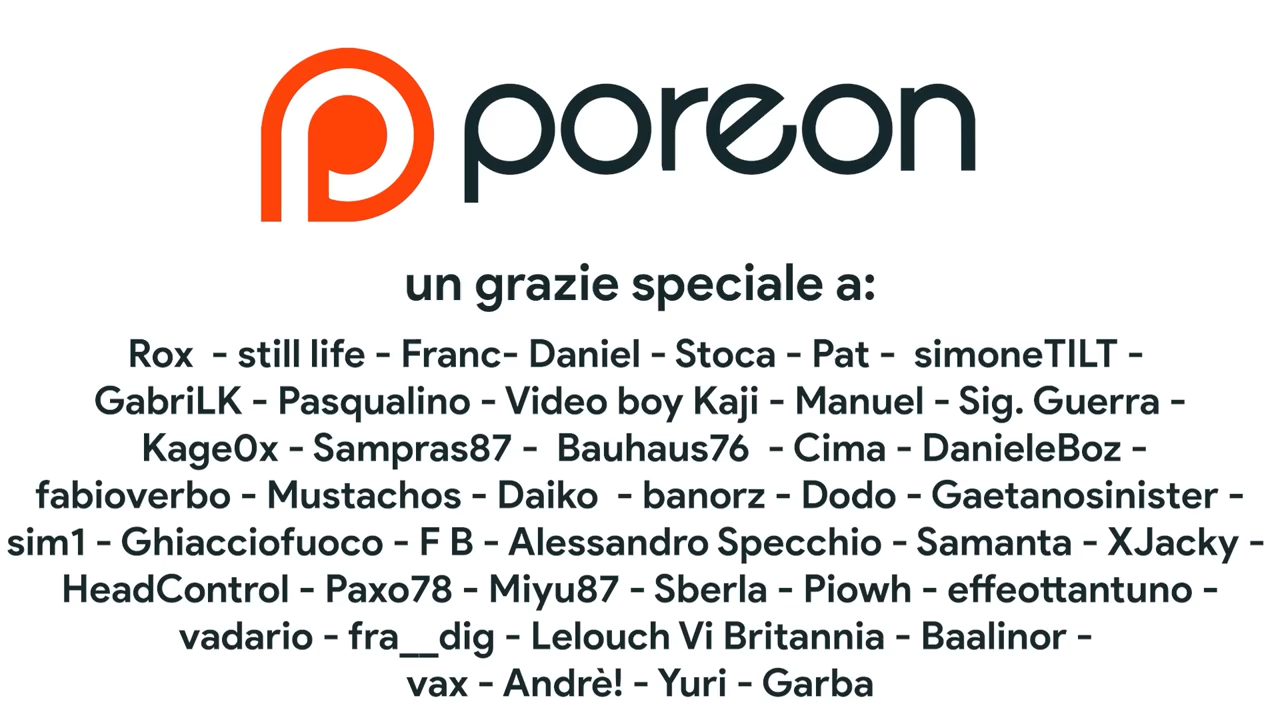 poreon
un grazie speciale a:
Rox - still life - Franc- Daniel - Stoca - Pat - simoneTILT -
GabriLK - Pasqualino - Video boy Kaji - Manuel - Sig. Guerra -
Kage0x - Sampras87 - Bauhaus76 - Cima - DanieleBoz -
fabioverbo - Mustachos - Daiko - banorz - Dodo - Gaetanosinister -
sim1 - Ghiacciofuoco - F B - Alessandro Specchio - Samanta - XJacky -
HeadControl - Paxo78 - Miyu87 - Sberla - Piowh - effeottantuno -
vadario - fra__dig - Lelouch Vi Britannia - Baalinor -
vax - Andrè! - Yuri - Garba